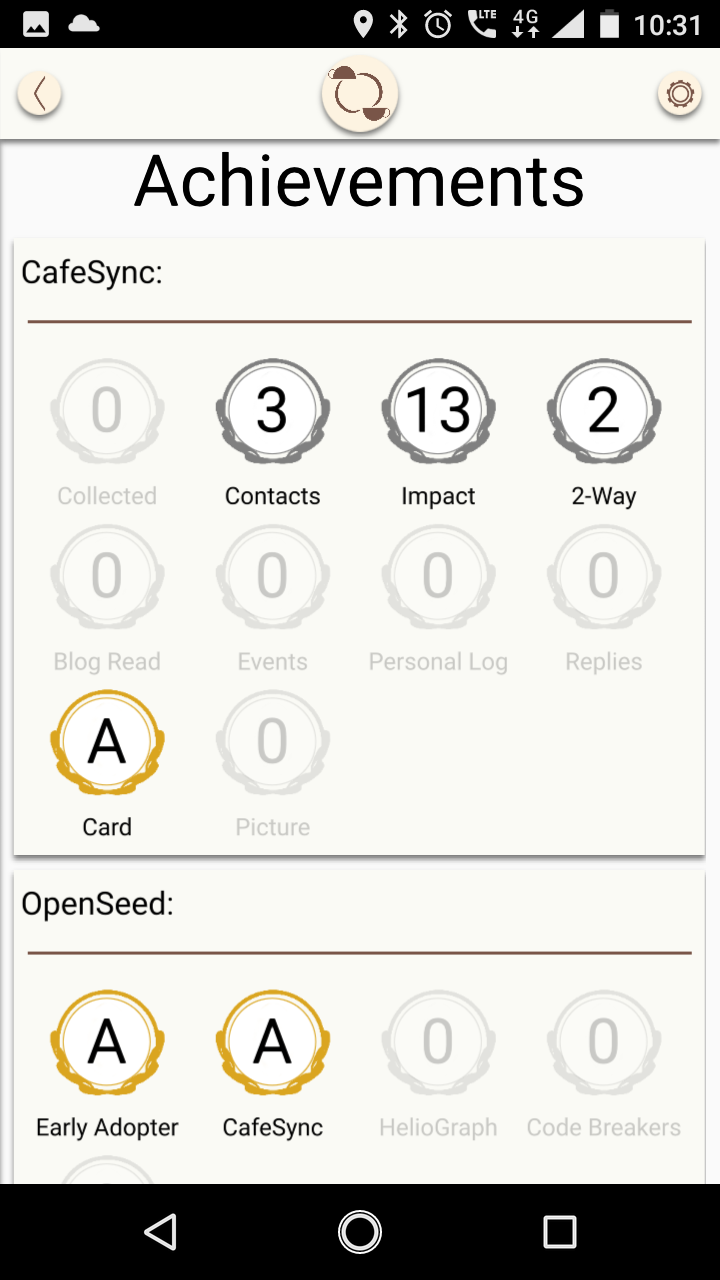 LTE 4G 10:31
Achievements
CafeSync:
0 3 13 2
Collected Contacts Impact 2-Way
0 0 0 0
Blog Read Events Personal Log Replies
A 0
Card Picture
OpenSeed:
A A 0 0
Early Adopter CafeSync HelioGraph Code Breakers